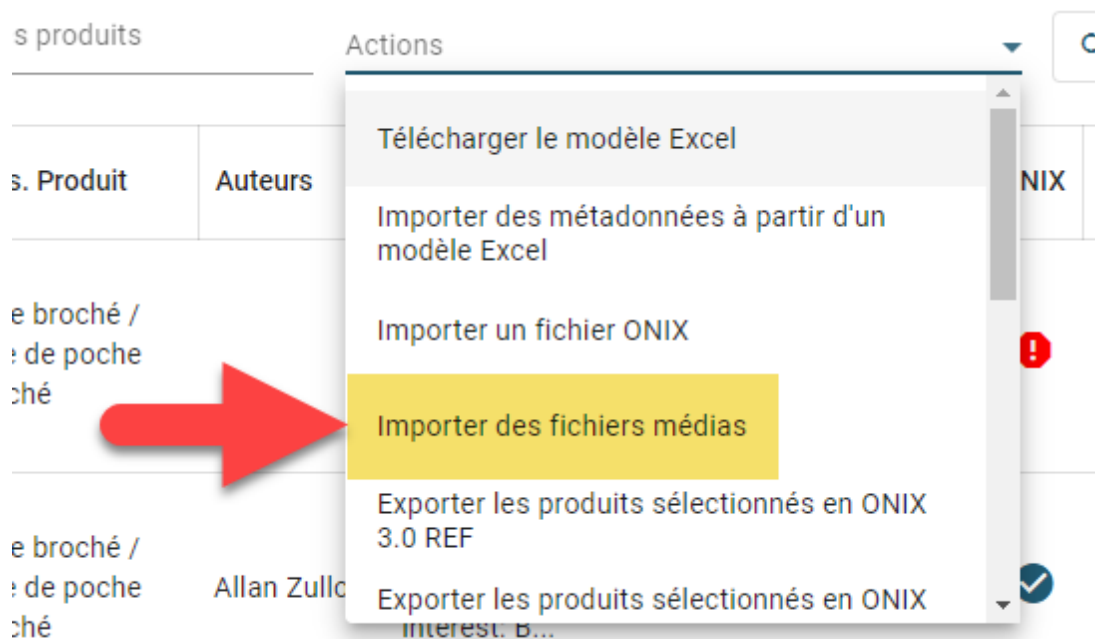 s produits
Actions
Télécharger le modèle Excel
s. Produit
Auteurs
NIX
Importer des métadonnées à partir d'un
modèle Excel
e broché /
de poche
ché
Importer un fichier ONIX
Importer des fichiers médias
Exporter les produits sélectionnés en ONIX
3.0 REF
e broché /
de poche
ché
Allan Zullo
Exporter les produits sélectionnés en ONIX
interest. B...